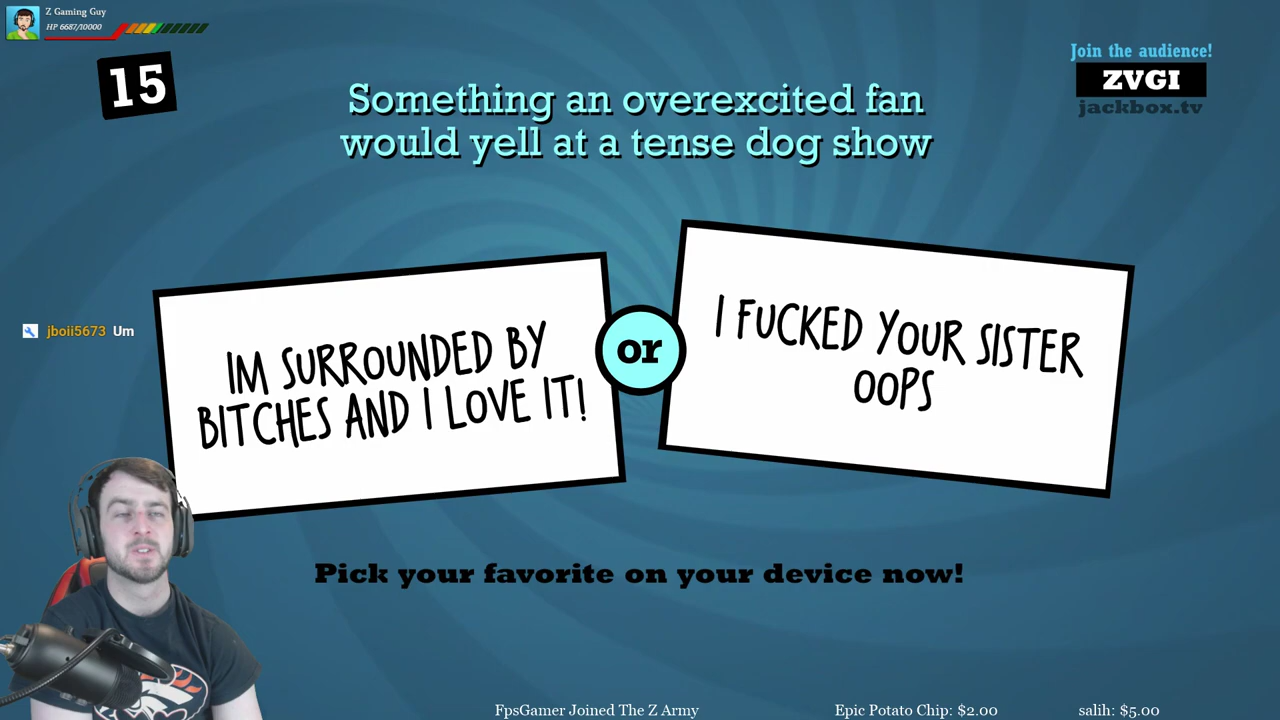 Z Gaming Guy
HP 6687/10000
15
Something an overexcited fan
would yell at a tense dog show
Join the audience!
ZVGI
jackbox.tv
jboii5673 Um
IM SURROUNDED BY
BITCHES AND I LOVE IT!
or
I FUCKED YOUR SISTER
OOPS
Pick your favorite on your device now!
FpsGamer Joined The Z Army
Epic Potato Chip: $2.00
salih: $5.00